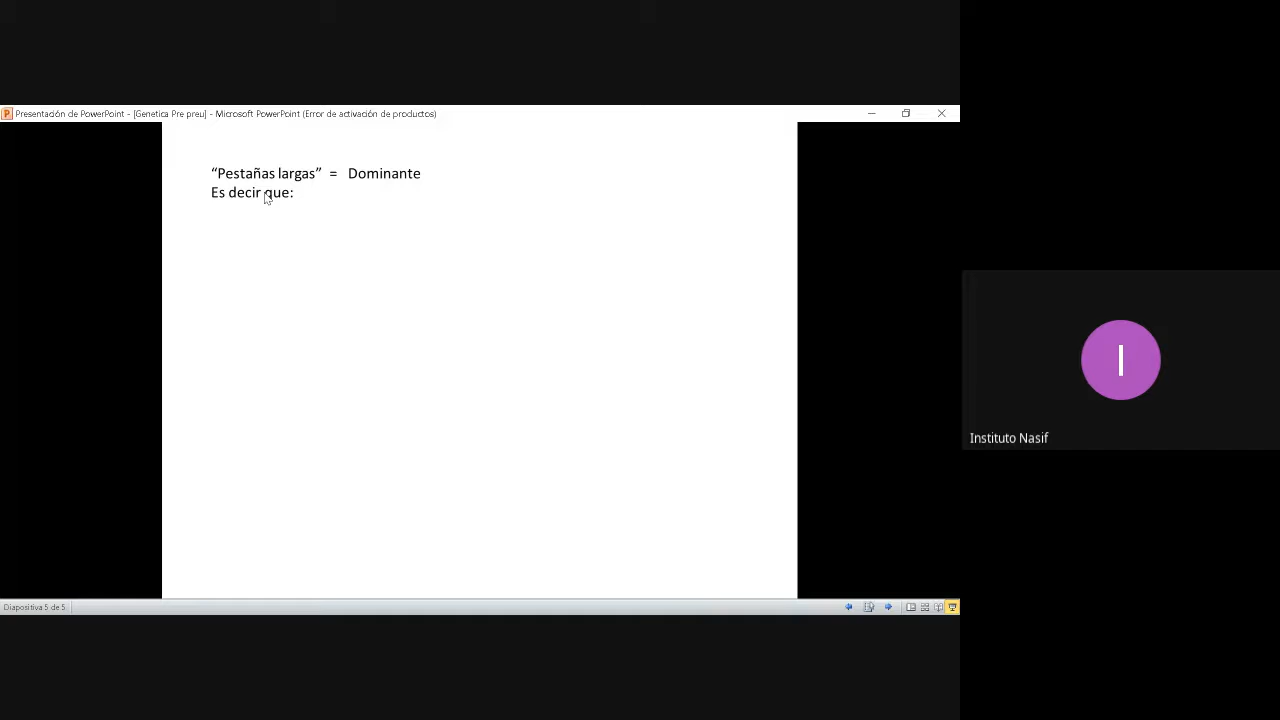 Presentación de PowerPoint - [Genetica Pre preu] - Microsoft PowerPoint (Error de activación de productos)
“Pestañas largas” = Dominante
Es decir que:
I
Instituto Nasif
Diapositiva 5 de 5